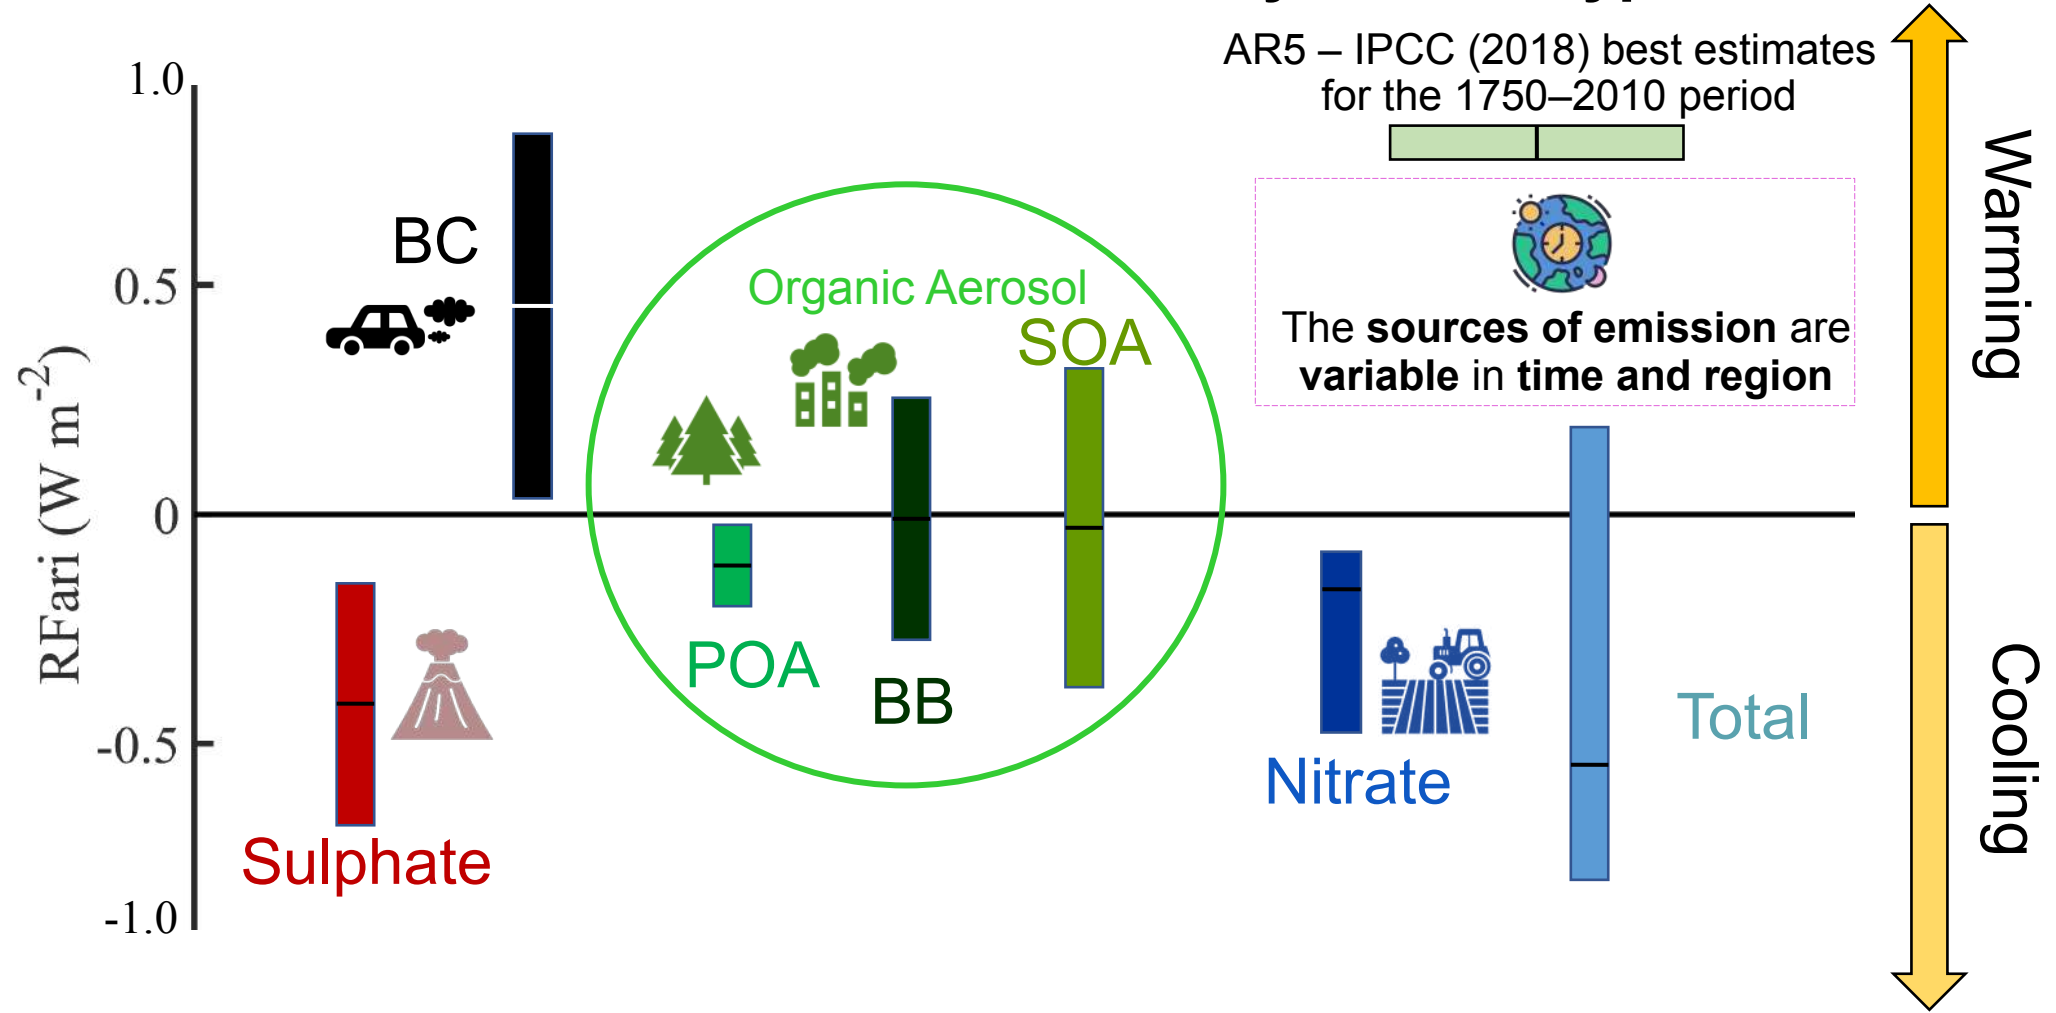 AR5 – IPCC (2018) best estimates
for the 1750–2010 period
Warming
1.0
0.5
0
-0.5
-1.0
RFari (W m⁻²)
BC
Organic Aerosol
SOA
The sources of emission are
variable in time and region
POA
BB
Sulphate
Nitrate
Total
Cooling